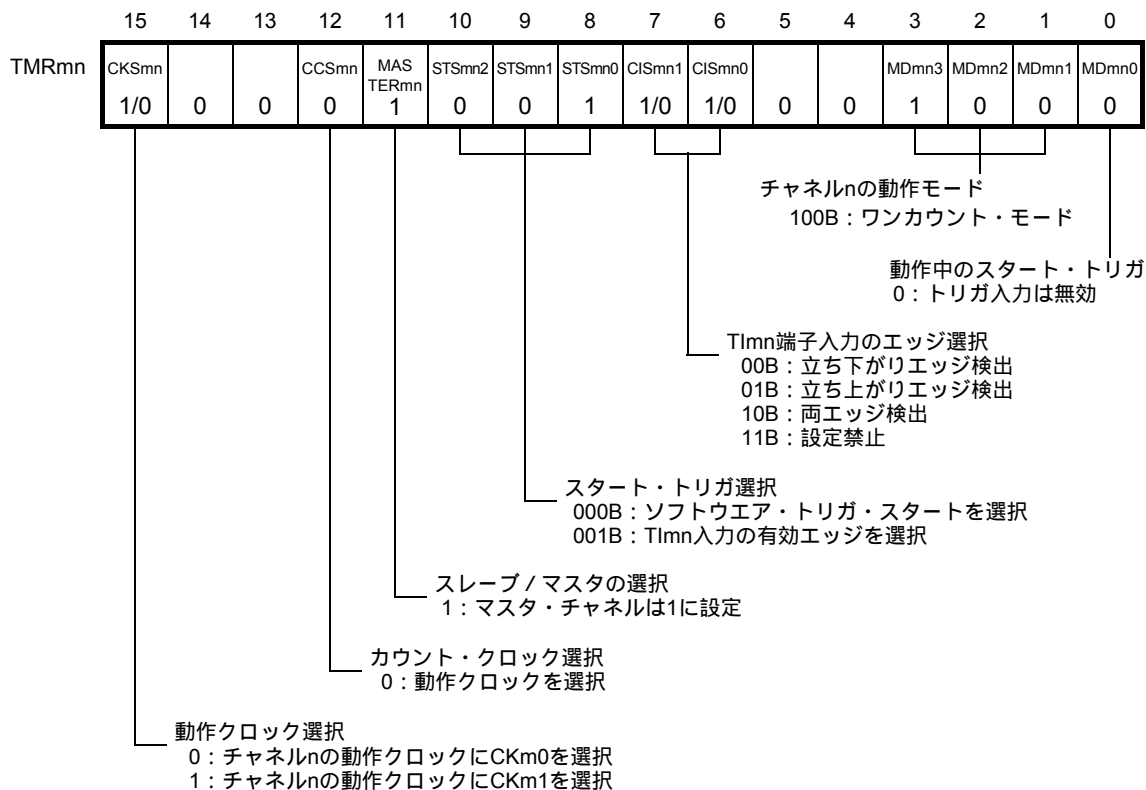 15 14 13 12 11 10 9 8 7 6 5 4 3 2 1 0
TMRmn CKSmn CCSmn MAS TERmn STSmn2 STSmn1 STSmn0 CISmn1 CISmn0 MDmn3 MDmn2 MDmn1 MDmn0
1/0 0 0 0 1 0 0 1 1/0 1/0 0 0 1 0 0 0
チャネルnの動作モード
100B：ワンカウント・モード
動作中のスタート・トリガ
0：トリガ入力は無効
TImn端子入力のエッジ選択
00B：立ち下がりエッジ検出
01B：立ち上がりエッジ検出
10B：両エッジ検出
11B：設定禁止
スタート・トリガ選択
000B：ソフトウエア・トリガ・スタートを選択
001B：TImn入力の有効エッジを選択
スレーブ／マスタの選択
1：マスタ・チャネルは1に設定
カウント・クロック選択
0：動作クロックを選択
動作クロック選択
0：チャネルnの動作クロックにCKm0を選択
1：チャネルnの動作クロックにCKm1を選択